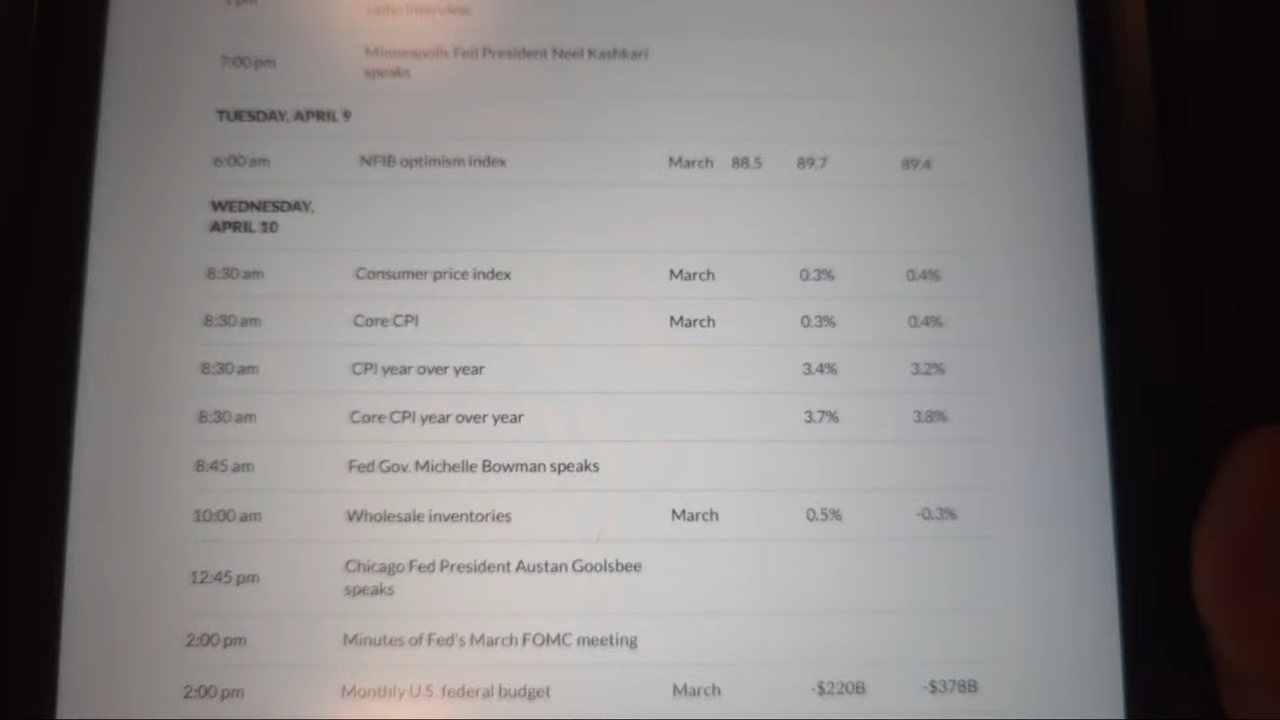 radio interview
7:00 pm Minneapolis Fed President Neel Kashkari
speaks
TUESDAY, APRIL 9
6:00 am NFIB optimism index March 88.5 89.7 89.4
WEDNESDAY,
APRIL 10
8:30 am Consumer price index March 0.3% 0.4%
8:30 am Core CPI March 0.3% 0.4%
8:30 am CPI year over year 3.4% 3.2%
8:30 am Core CPI year over year 3.7% 3.8%
8:45 am Fed Gov. Michelle Bowman speaks
10:00 am Wholesale inventories March 0.5% -0.3%
12:45 pm Chicago Fed President Austan Goolsbee
speaks
2:00 pm Minutes of Fed's March FOMC meeting
2:00 pm Monthly U.S. federal budget March -$220B -$378B